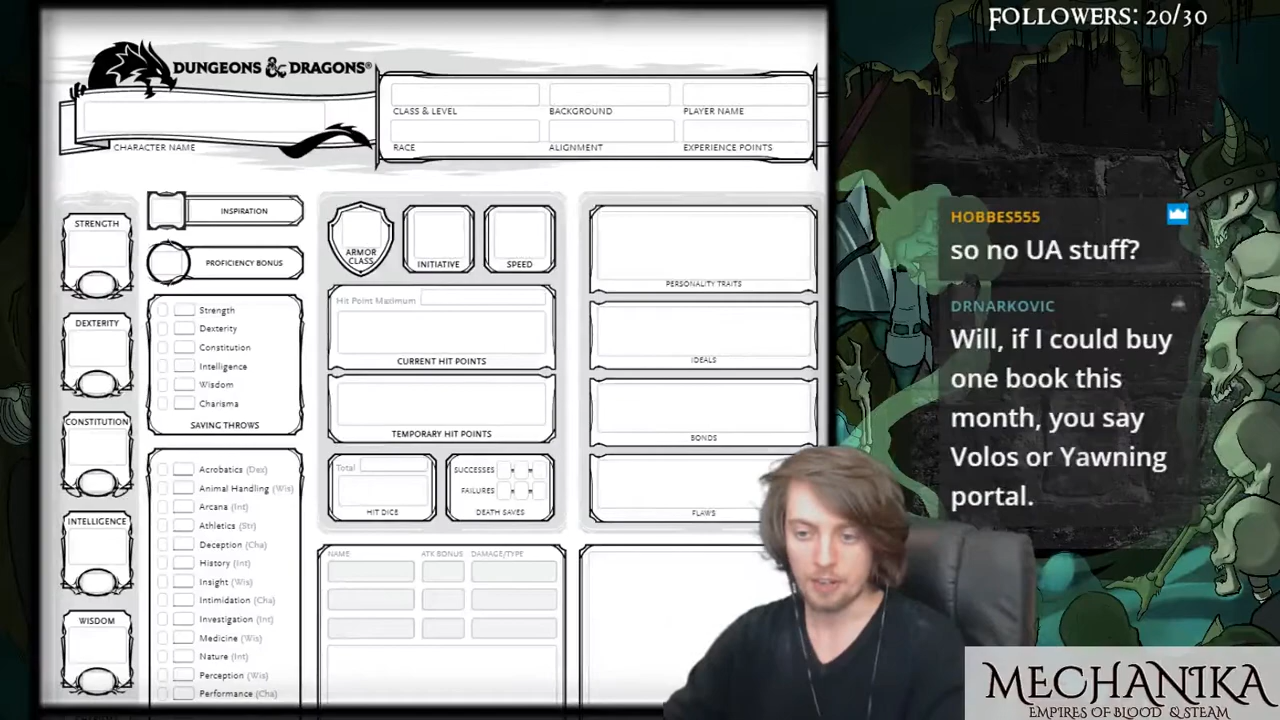 FOLLOWERS: 20/30
DUNGEONS & DRAGONS®
CLASS & LEVEL
BACKGROUND
PLAYER NAME
CHARACTER NAME
RACE
ALIGNMENT
EXPERIENCE POINTS
STRENGTH
DEXTERITY
CONSTITUTION
INTELLIGENCE
WISDOM
INSPIRATION
PROFICIENCY BONUS
Strength
Dexterity
Constitution
Intelligence
Wisdom
Charisma
SAVING THROWS
Acrobatics (Dex)
Animal Handling (Wis)
Arcana (Int)
Athletics (Str)
Deception (Cha)
History (Int)
Insight (Wis)
Intimidation (Cha)
Investigation (Int)
Medicine (Wis)
Nature (Int)
Perception (Wis)
Performance (Cha)
ARMOR
CLASS
INITIATIVE
SPEED
Hit Point Maximum
CURRENT HIT POINTS
TEMPORARY HIT POINTS
Total
HIT DICE
SUCCESSES
FAILURES
DEATH SAVES
NAME
ATK BONUS
DAMAGE/TYPE
PERSONALITY TRAITS
IDEALS
BONDS
FLAWS
HOBBES555
so no UA stuff?
DRNARKOVIC
Will, if I could buy
one book this
month, you say
Volos or Yawning
portal.
MECHANIKA
EMPIRES OF BLOOD & STEAM